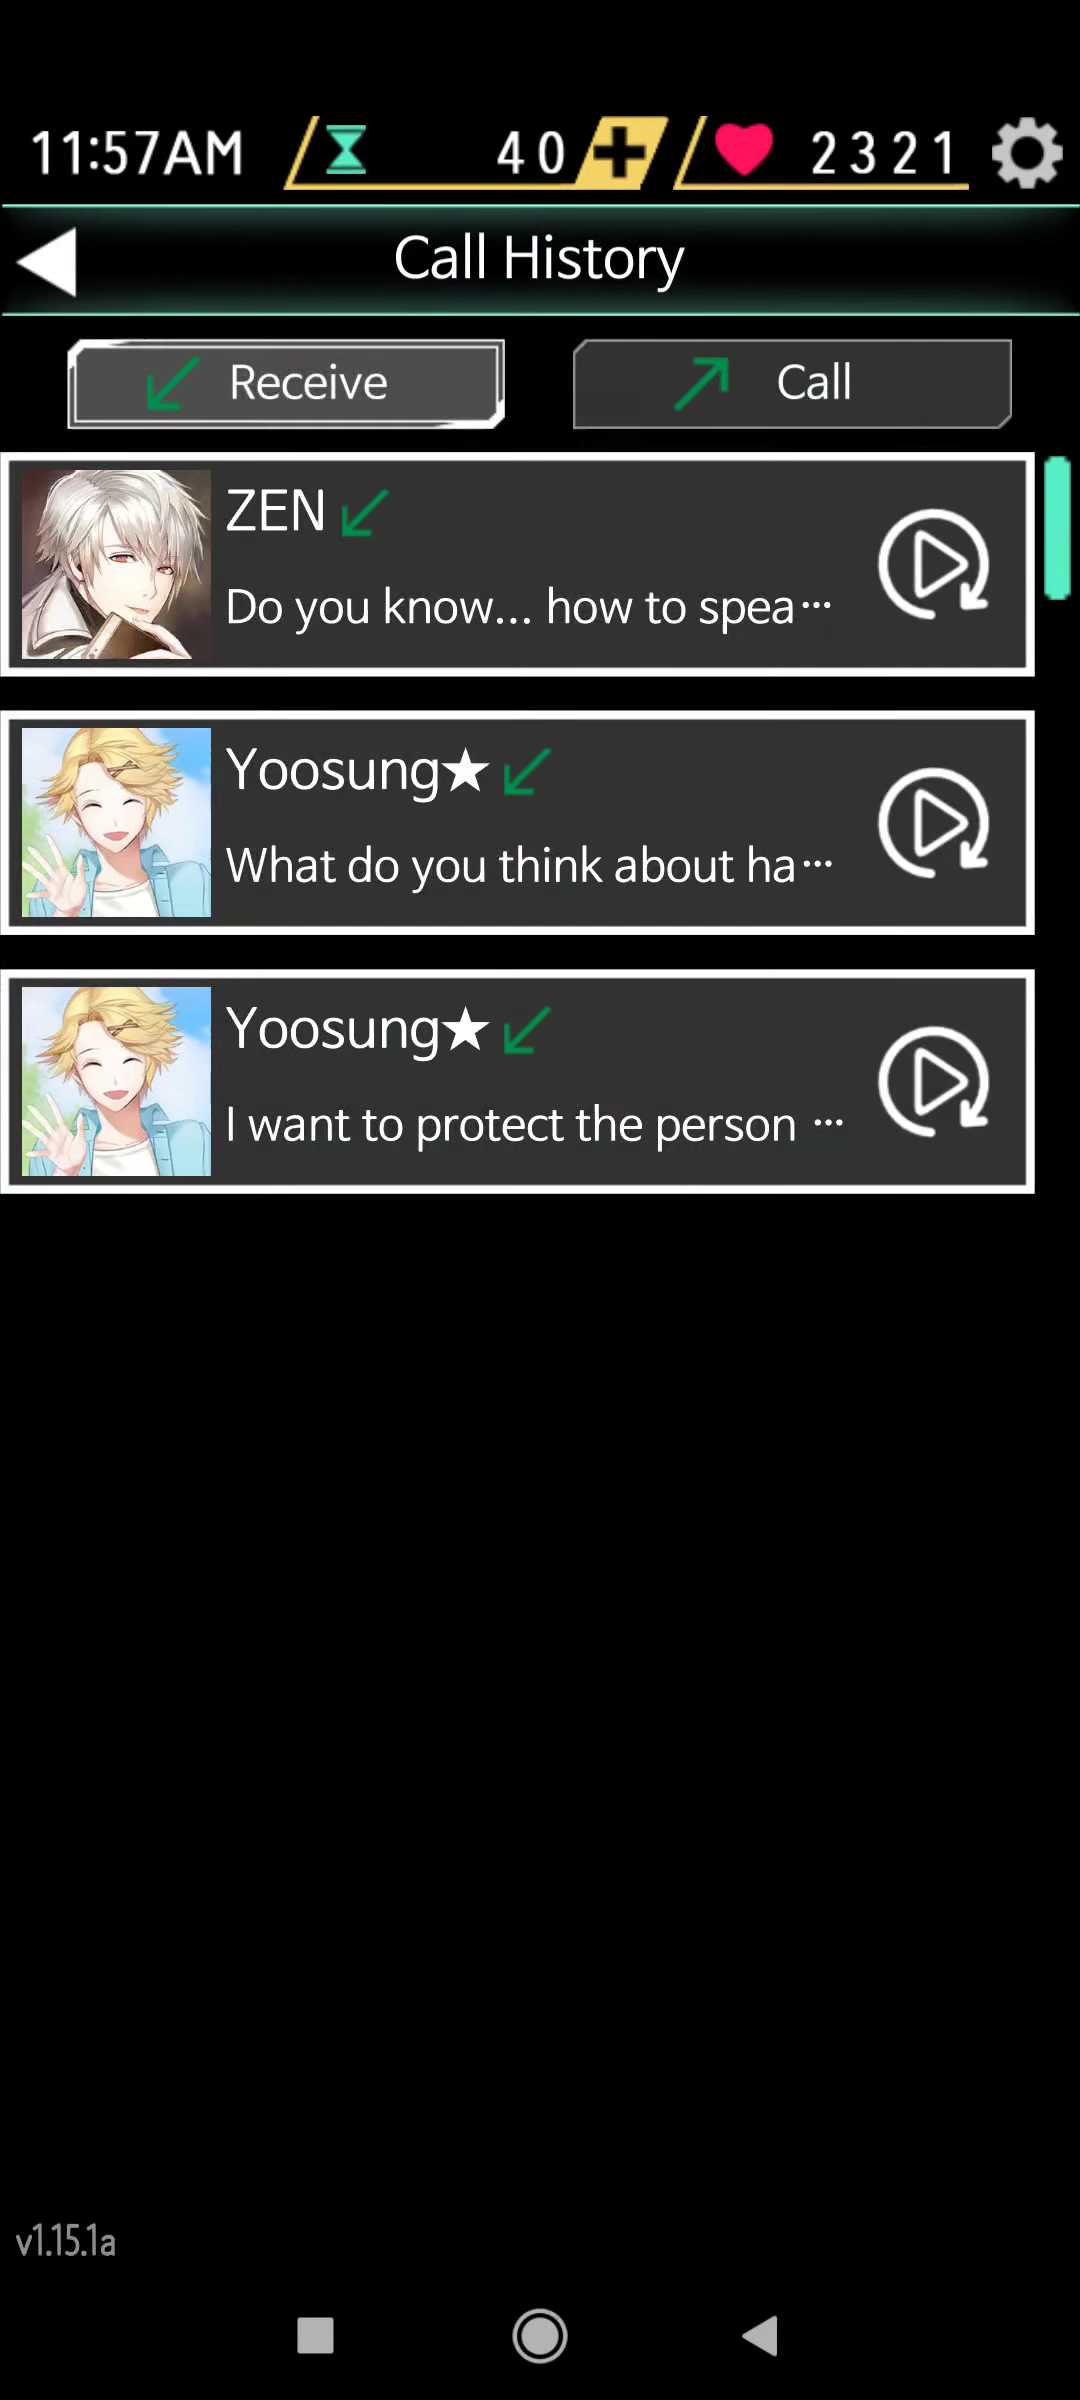 11:57AM 40 2321
Call History
Receive Call
ZEN
Do you know... how to spea…
Yoosung★
What do you think about ha…
Yoosung★
I want to protect the person …
v1.15.1a